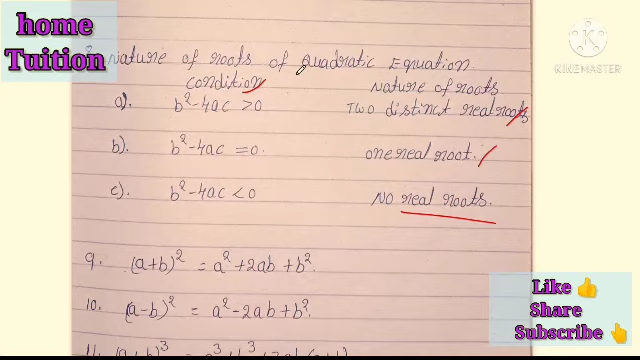 home
Tuition
KINEMASTER
Nature of roots of Quadratic Equation
condition Nature of roots.
a). b²-4ac >0 Two distinct real roots
b). b²-4ac =0. one real root.
c). b²-4ac <0 No real roots.
9. (a+b)² = a²+2ab+b².
10. (a-b)² = a²-2ab+b².
11. (a+b)³
Like 👍
Share
Subscribe 👆